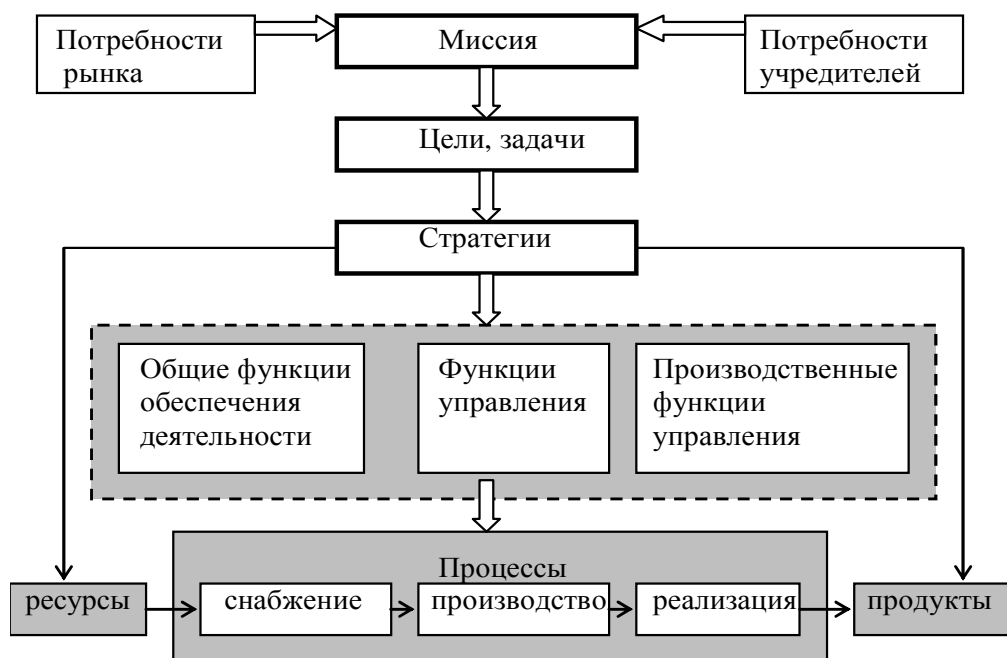 Потребности
рынка
Миссия
Потребности
учредителей
Цели, задачи
Стратегии
Общие функции
обеспечения
деятельности
Функции
управления
Производственные
функции
управления
Процессы
ресурсы
снабжение
производство
реализация
продукты